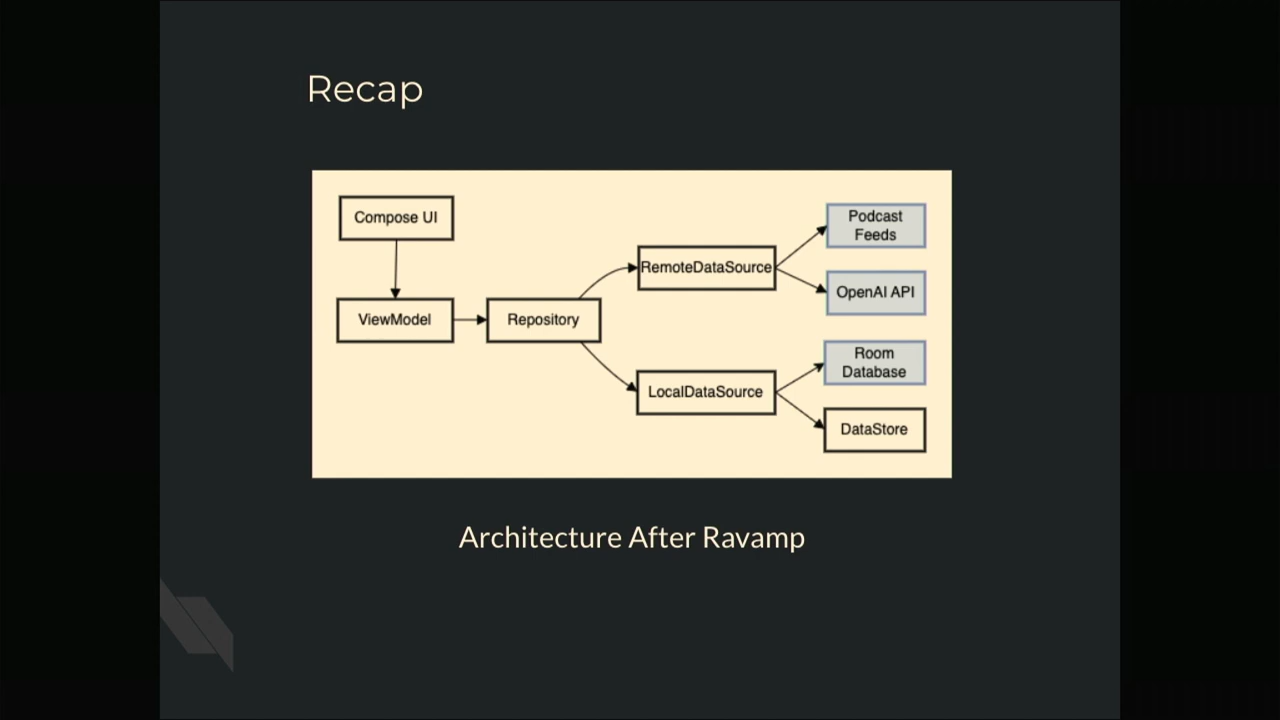 Recap
Compose UI
ViewModel
Repository
RemoteDataSource
LocalDataSource
Podcast
Feeds
OpenAI API
Room
Database
DataStore
Architecture After Ravamp